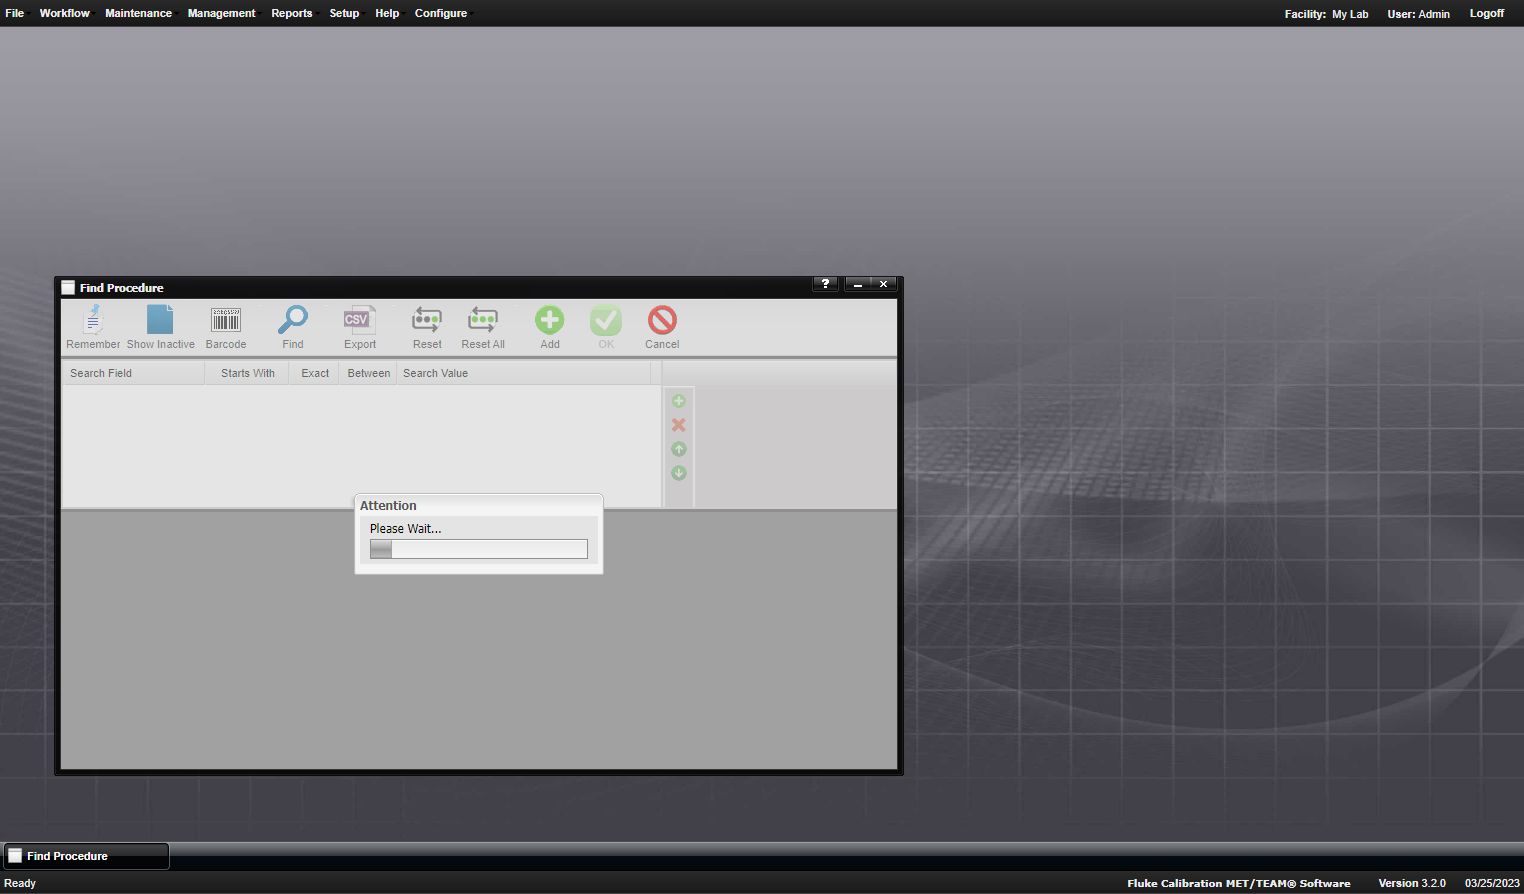 File Workflow Maintenance Management Reports Setup Help Configure Facility: My Lab User: Admin Logoff
Find Procedure ?
CSV
Remember Show Inactive Barcode Find Export Reset Reset All Add OK Cancel
Search Field Starts With Exact Between Search Value
Attention
Please Wait...
Find Procedure
Ready Fluke Calibration MET/TEAM® Software Version 3.2.0 03/25/2023